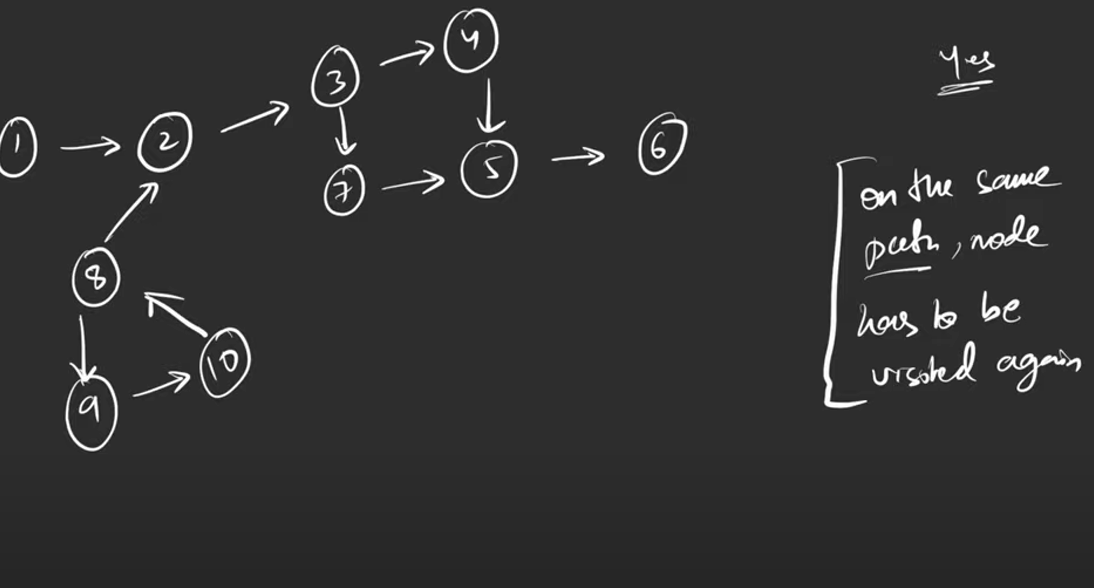 4
3
Yes
1
2
6
5
7
on the same
path, node
8
has to be
visited again
10
9